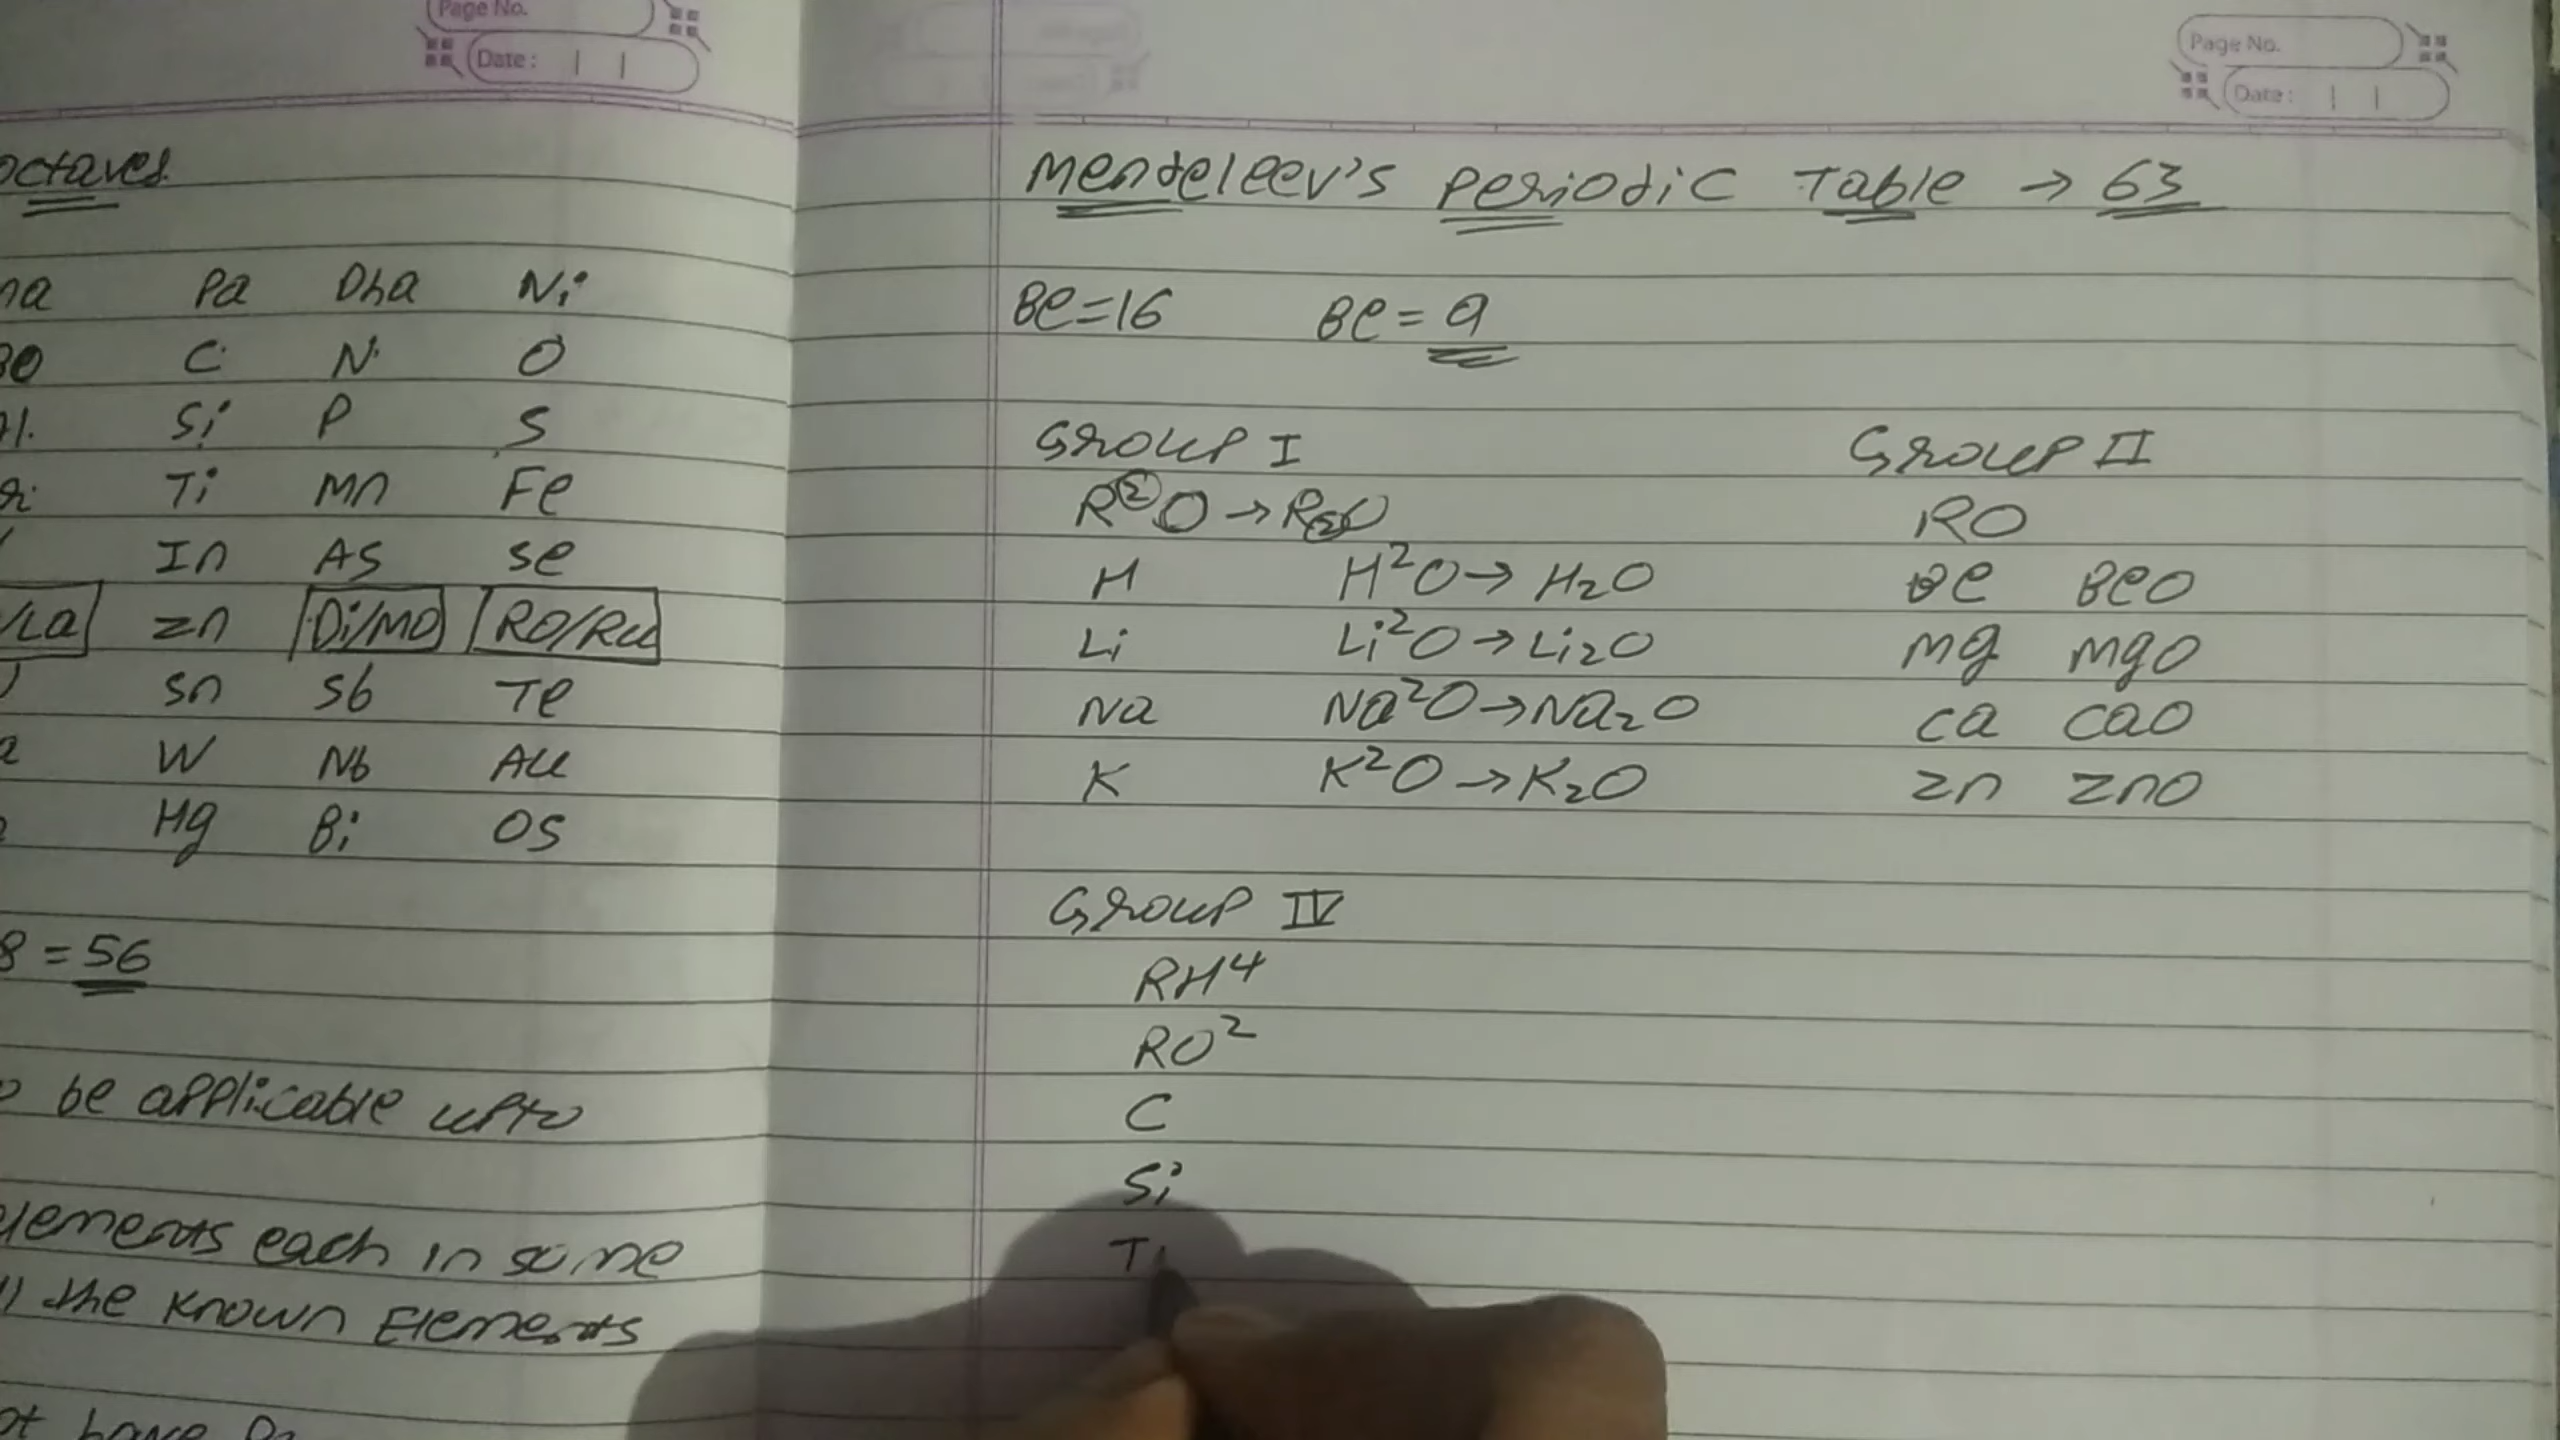 Page No.
Date :
octaves
Pa Dha Ni
C N O
Si P S
Ti Mn Fe
In As Se
/La Zn Di/Mo RO/Ru
Sn Sb Te
W Nb Au
Hg Bi Os
8 = 56
be applicable upto
elements each in some
the known Elements
have
Page No.
Date :
Mendeleev's Periodic Table → 63
Be=16 Be = 9
Group I Group II
R²O → R₂O RO
H H²O → H₂O Be BeO
Li Li²O → Li₂O Mg MgO
Na Na²O → Na₂O Ca CaO
K K²O → K₂O Zn ZnO
Group IV
RH⁴
RO²
C
Si
Ti